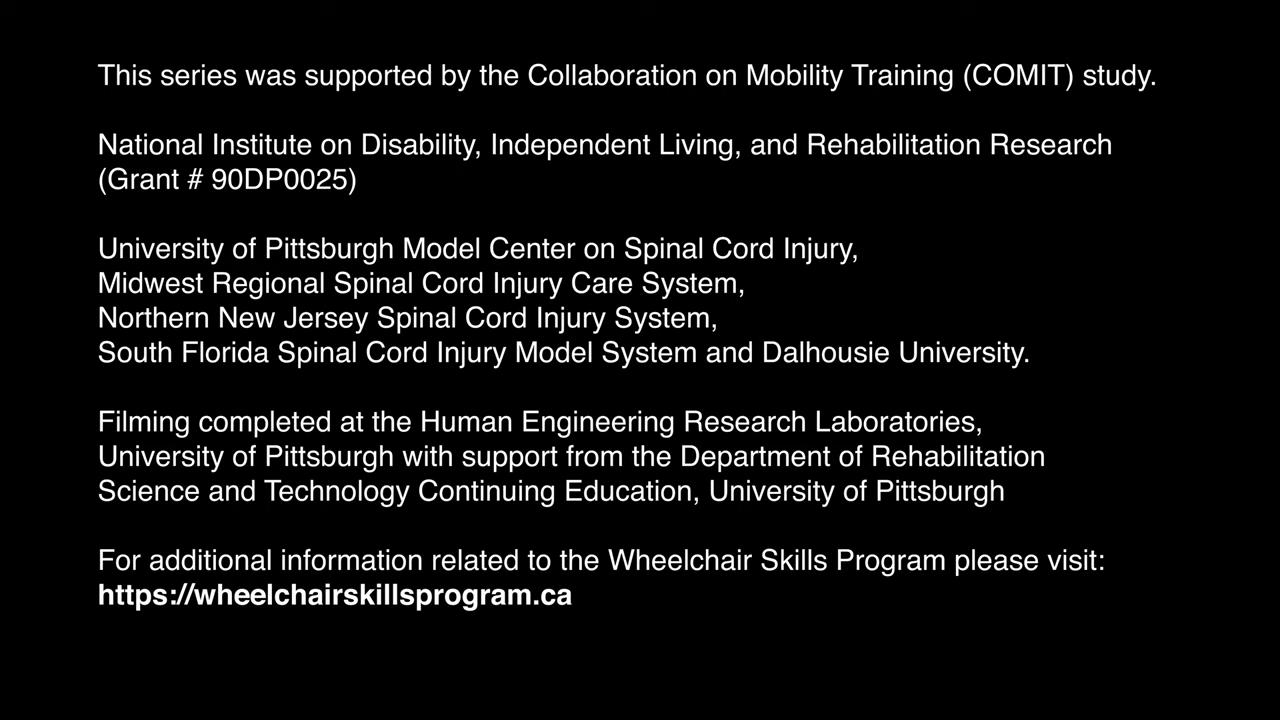 This series was supported by the Collaboration on Mobility Training (COMIT) study.
National Institute on Disability, Independent Living, and Rehabilitation Research
(Grant # 90DP0025)
University of Pittsburgh Model Center on Spinal Cord Injury,
Midwest Regional Spinal Cord Injury Care System,
Northern New Jersey Spinal Cord Injury System,
South Florida Spinal Cord Injury Model System and Dalhousie University.
Filming completed at the Human Engineering Research Laboratories,
University of Pittsburgh with support from the Department of Rehabilitation
Science and Technology Continuing Education, University of Pittsburgh
For additional information related to the Wheelchair Skills Program please visit:
https://wheelchairskillsprogram.ca